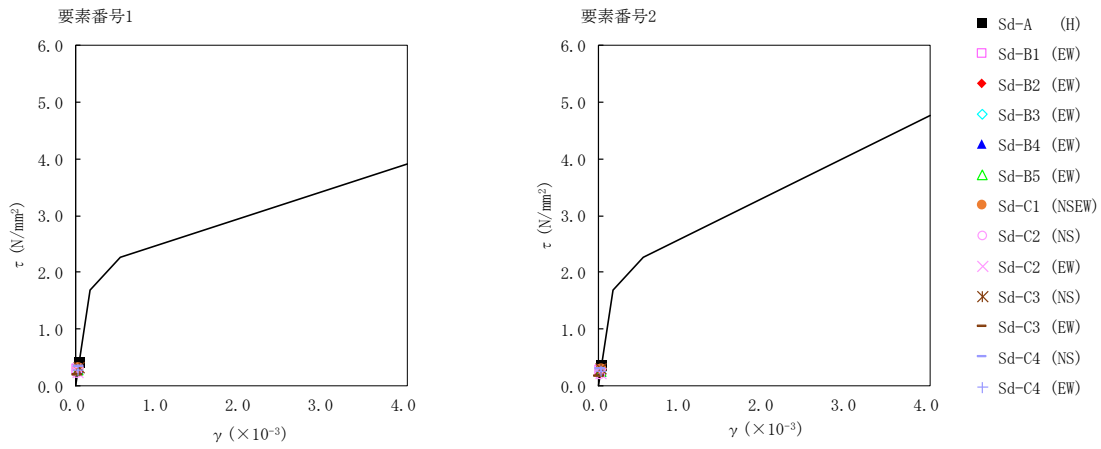 要素番号1
6.0
5.0
4.0
3.0
2.0
1.0
0.0
τ (N/mm²)
0.0 1.0 2.0 3.0 4.0
γ (×10⁻³)
要素番号2
6.0
5.0
4.0
3.0
2.0
1.0
0.0
τ (N/mm²)
0.0 1.0 2.0 3.0 4.0
γ (×10⁻³)
Sd-A (H)
Sd-B1 (EW)
Sd-B2 (EW)
Sd-B3 (EW)
Sd-B4 (EW)
Sd-B5 (EW)
Sd-C1 (NSEW)
Sd-C2 (NS)
Sd-C2 (EW)
Sd-C3 (NS)
Sd-C3 (EW)
Sd-C4 (NS)
Sd-C4 (EW)